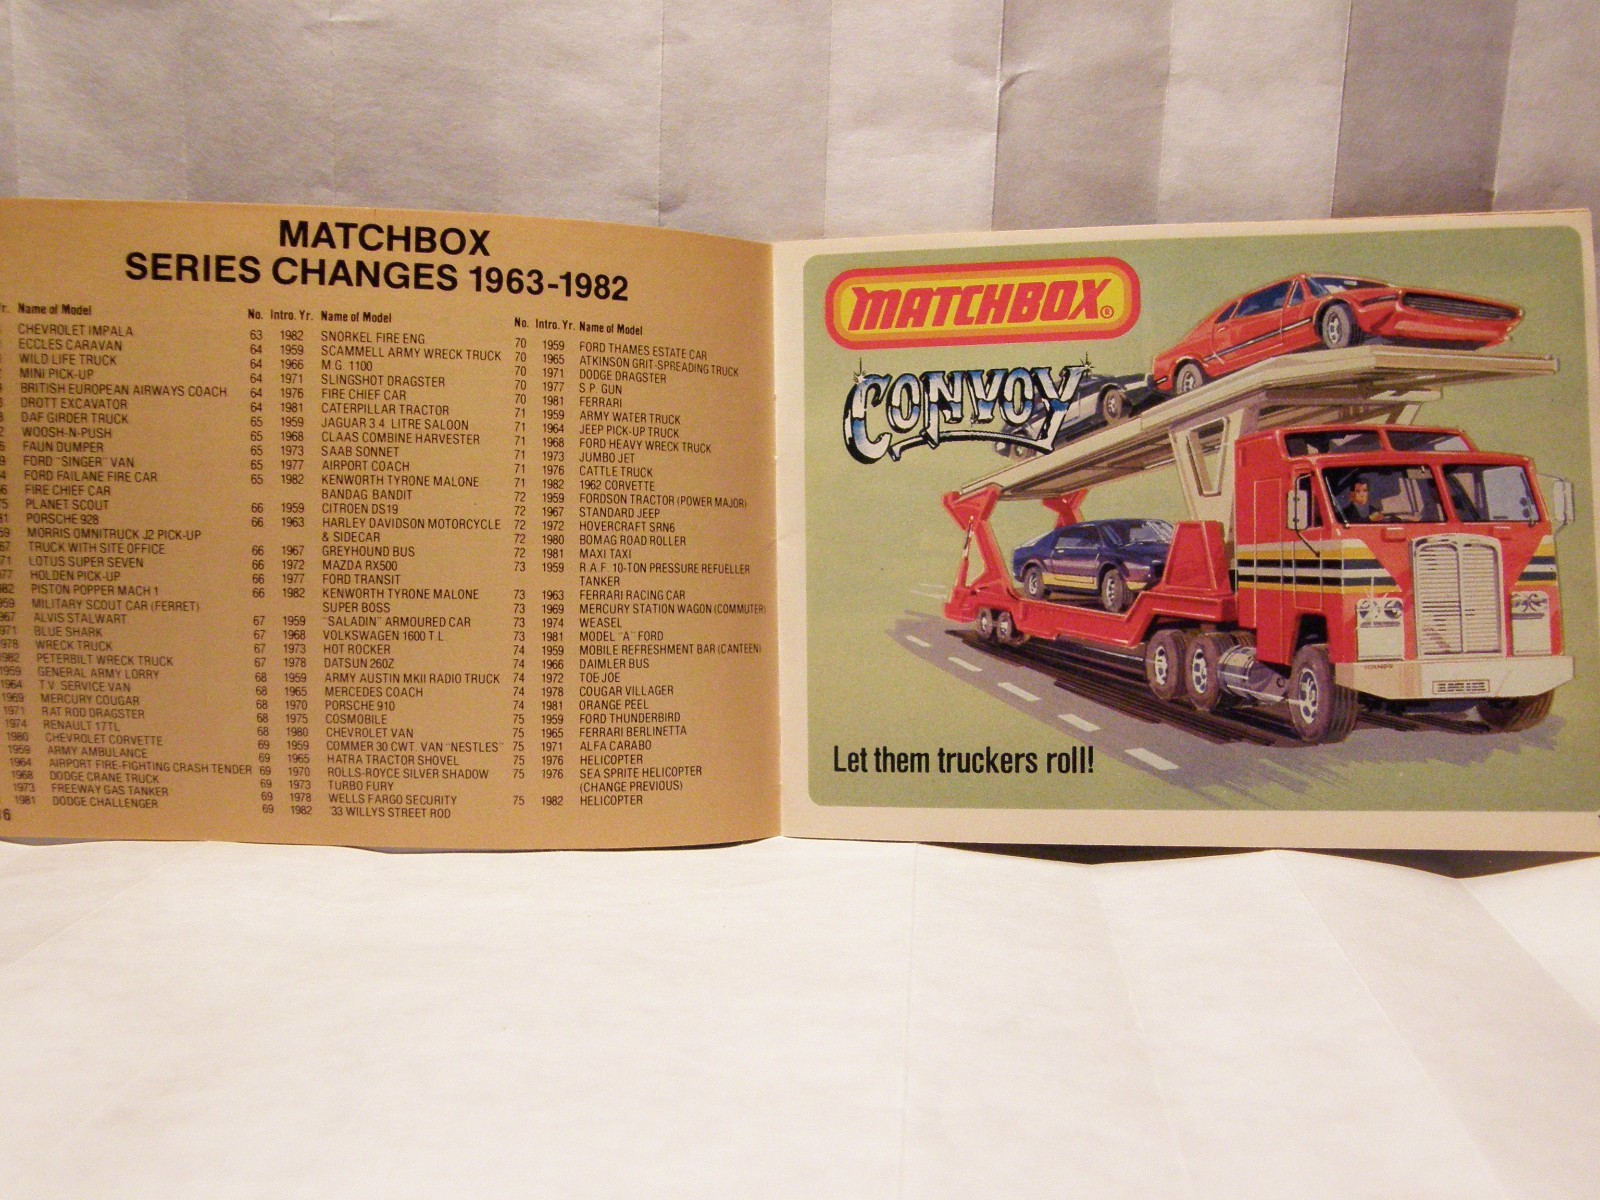 MATCHBOX
SERIES CHANGES 1963-1982
Name of Model
CHEVROLET IMPALA
ECCLES CARAVAN
WILD LIFE TRUCK
MINI PICK-UP
BRITISH EUROPEAN AIRWAYS COACH
DROTT EXCAVATOR
DAF GIRDER TRUCK
WOOSH-N-PUSH
FAUN DUMPER
FORD "SINGER" VAN
FORD FAILANE FIRE CAR
FIRE CHIEF CAR
PLANET SCOUT
PORSCHE 928
MORRIS OMNITRUCK J2 PICK-UP
TRUCK WITH SITE OFFICE
LOTUS SUPER SEVEN
HOLDEN PICK-UP
PISTON POPPER MACH 1
MILITARY SCOUT CAR (FERRET)
ALVIS STALWART
BLUE SHARK
WRECK TRUCK
PETERBILT WRECK TRUCK
GENERAL ARMY LORRY
1964 T.V. SERVICE VAN
1969 MERCURY COUGAR
1971 RAT ROD DRAGSTER
1974 RENAULT 17TL
1980 CHEVROLET CORVETTE
1959 ARMY AMBULANCE
1964 AIRPORT FIRE-FIGHTING CRASH TENDER
1968 DODGE CRANE TRUCK
1973 FREEWAY GAS TANKER
1981 DODGE CHALLENGER
No. Intro. Yr. Name of Model
63 1982 SNORKEL FIRE ENG
64 1959 SCAMMELL ARMY WRECK TRUCK
64 1966 M.G. 1100
64 1971 SLINGSHOT DRAGSTER
64 1976 FIRE CHIEF CAR
64 1981 CATERPILLAR TRACTOR
65 1959 JAGUAR 3.4 LITRE SALOON
65 1968 CLAAS COMBINE HARVESTER
65 1973 SAAB SONNET
65 1977 AIRPORT COACH
65 1982 KENWORTH TYRONE MALONE
BANDAG BANDIT
66 1959 CITROEN DS19
66 1963 HARLEY DAVIDSON MOTORCYCLE
& SIDECAR
66 1967 GREYHOUND BUS
66 1972 MAZDA RX500
66 1977 FORD TRANSIT
66 1982 KENWORTH TYRONE MALONE
SUPER BOSS
67 1959 "SALADIN" ARMOURED CAR
67 1968 VOLKSWAGEN 1600 T.L
67 1973 HOT ROCKER
67 1978 DATSUN 260Z
68 1959 ARMY AUSTIN MKII RADIO TRUCK
68 1965 MERCEDES COACH
68 1970 PORSCHE 910
68 1975 COSMOBILE
68 1980 CHEVROLET VAN
69 1959 COMMER 30 CWT. VAN "NESTLES"
69 1965 HATRA TRACTOR SHOVEL
69 1970 ROLLS-ROYCE SILVER SHADOW
69 1973 TURBO FURY
69 1978 WELLS FARGO SECURITY
69 1982 '33 WILLYS STREET ROD
No. Intro. Yr. Name of Model
70 1959 FORD THAMES ESTATE CAR
70 1965 ATKINSON GRIT-SPREADING TRUCK
70 1971 DODGE DRAGSTER
70 1977 S.P. GUN
70 1981 FERRARI
71 1959 ARMY WATER TRUCK
71 1964 JEEP PICK-UP TRUCK
71 1968 FORD HEAVY WRECK TRUCK
71 1973 JUMBO JET
71 1976 CATTLE TRUCK
71 1982 1962 CORVETTE
72 1959 FORDSON TRACTOR (POWER MAJOR)
72 1967 STANDARD JEEP
72 1972 HOVERCRAFT SRN6
72 1980 BOMAG ROAD ROLLER
72 1981 MAXI TAXI
73 1959 R.A.F. 10-TON PRESSURE REFUELLER
TANKER
73 1963 FERRARI RACING CAR
73 1969 MERCURY STATION WAGON (COMMUTER)
73 1974 WEASEL
73 1981 MODEL "A" FORD
74 1959 MOBILE REFRESHMENT BAR (CANTEEN)
74 1966 DAIMLER BUS
74 1972 TOE JOE
74 1978 COUGAR VILLAGER
74 1981 ORANGE PEEL
75 1959 FORD THUNDERBIRD
75 1965 FERRARI BERLINETTA
75 1971 ALFA CARABO
75 1976 HELICOPTER
75 1976 SEA SPRITE HELICOPTER
(CHANGE PREVIOUS)
75 1982 HELICOPTER
MATCHBOX®
CONVOY
Let them truckers roll!